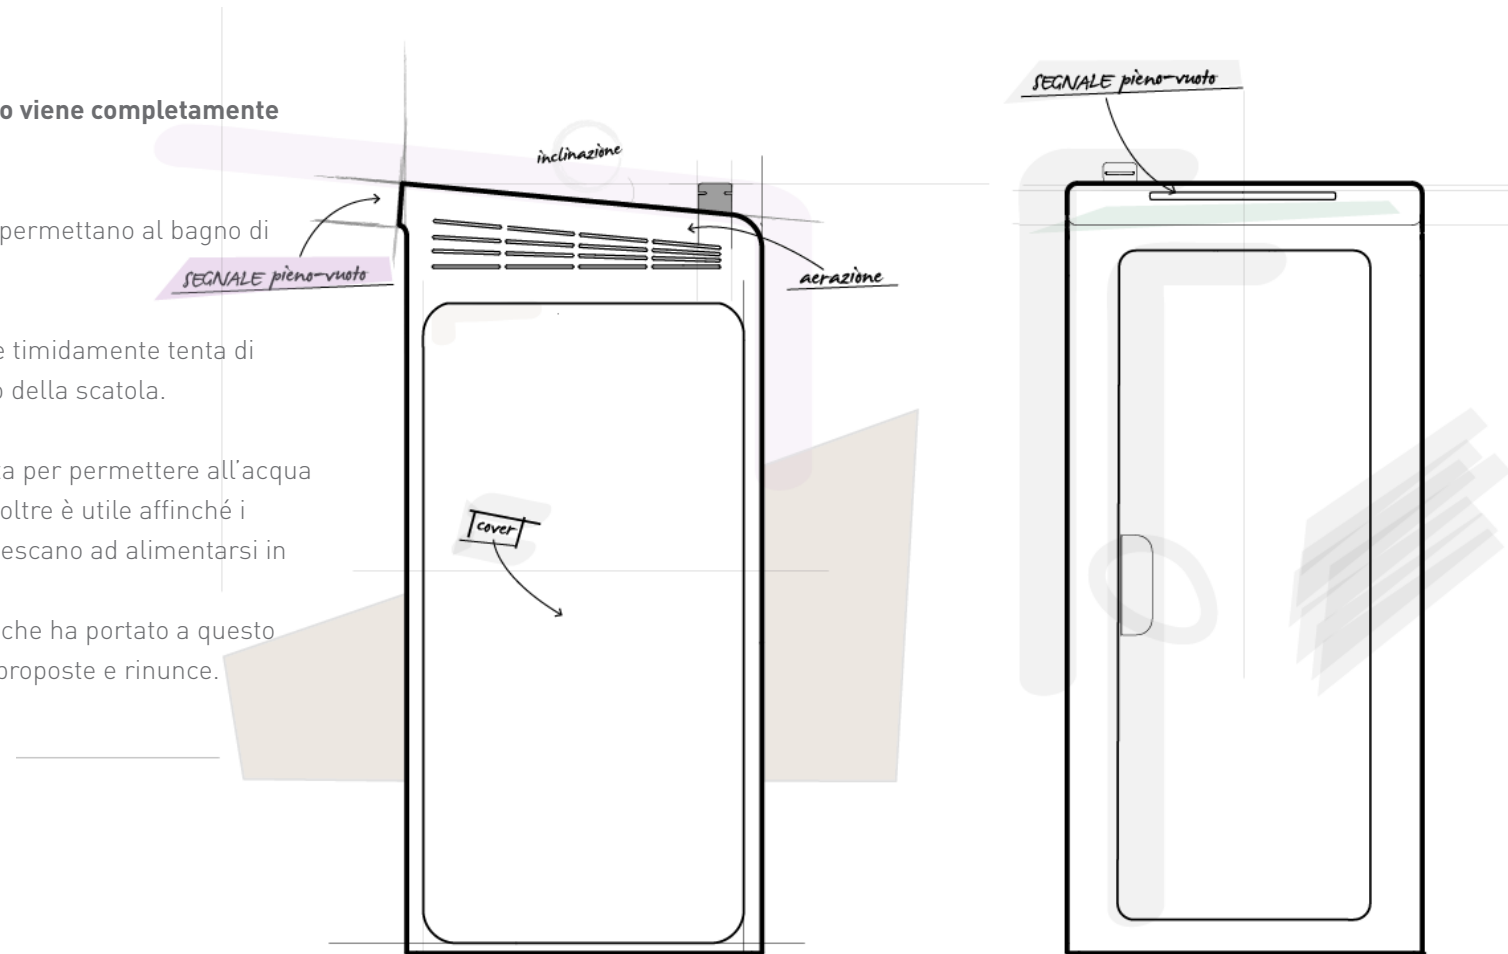 o viene completamente
permettano al bagno di
e timidamente tenta di
o della scatola.
ta per permettere all'acqua
oltre è utile affinché i
escano ad alimentarsi in
che ha portato a questo
proposte e rinunce.
inclinazione
SEGNALE pieno-vuoto
aerazione
cover
SEGNALE pieno-vuoto